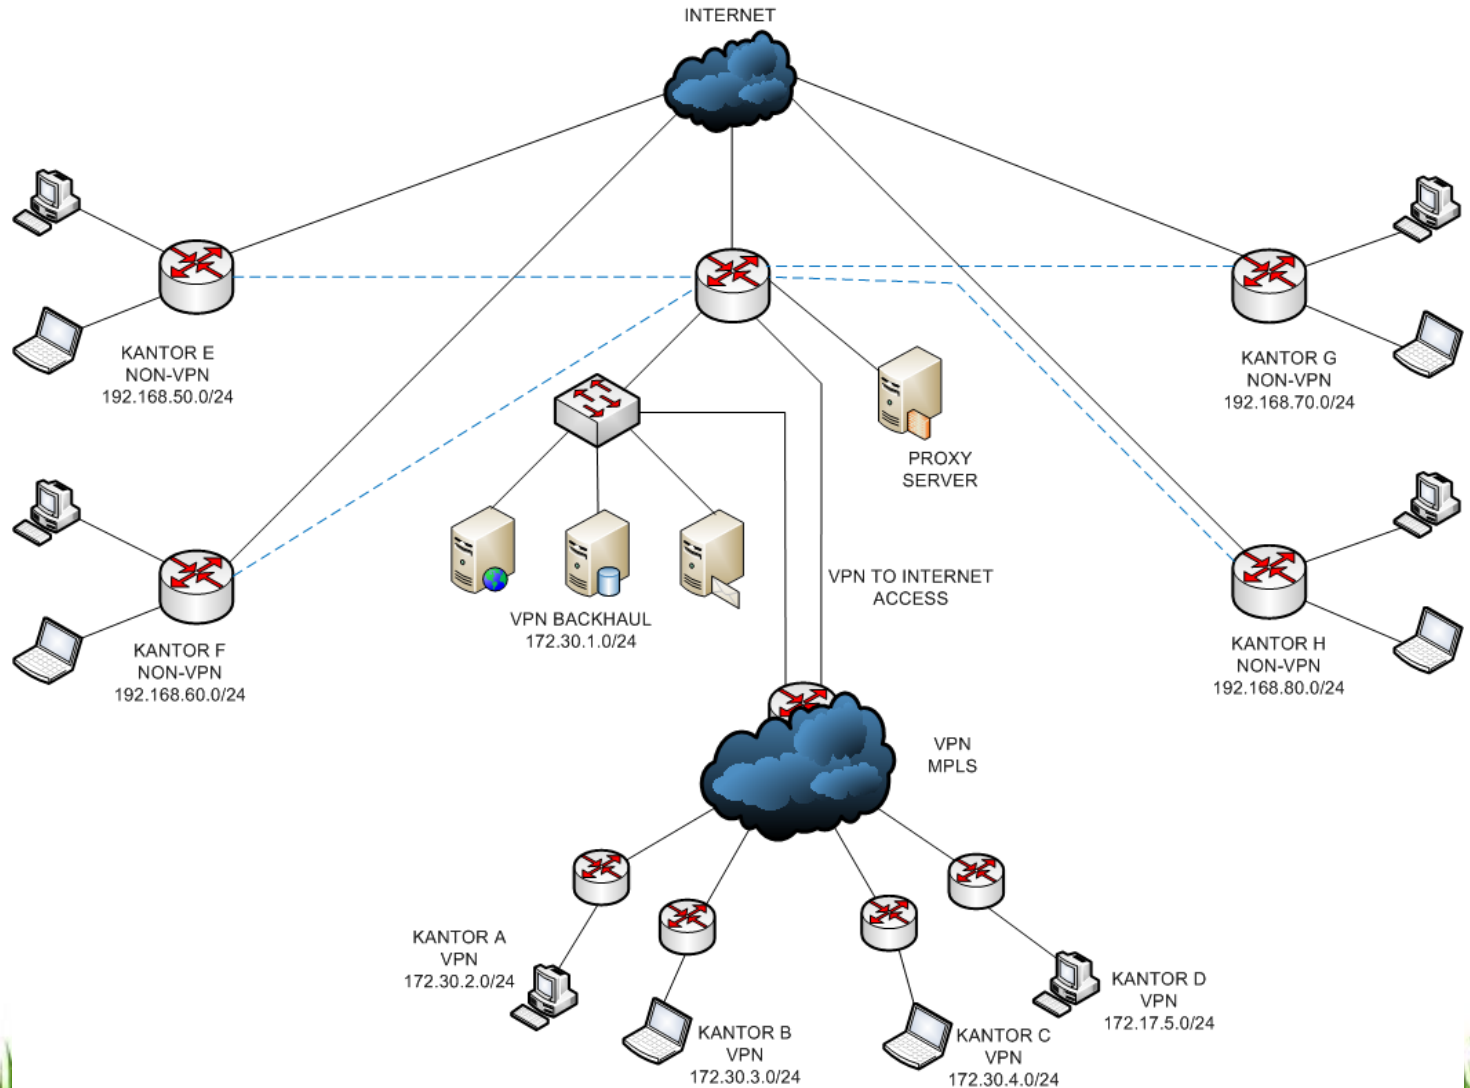 INTERNET
KANTOR E
NON-VPN
192.168.50.0/24
KANTOR G
NON-VPN
192.168.70.0/24
PROXY
SERVER
VPN TO INTERNET
ACCESS
VPN BACKHAUL
172.30.1.0/24
KANTOR F
NON-VPN
192.168.60.0/24
KANTOR H
NON-VPN
192.168.80.0/24
VPN
MPLS
KANTOR A
VPN
172.30.2.0/24
KANTOR B
VPN
172.30.3.0/24
KANTOR C
VPN
172.30.4.0/24
KANTOR D
VPN
172.17.5.0/24